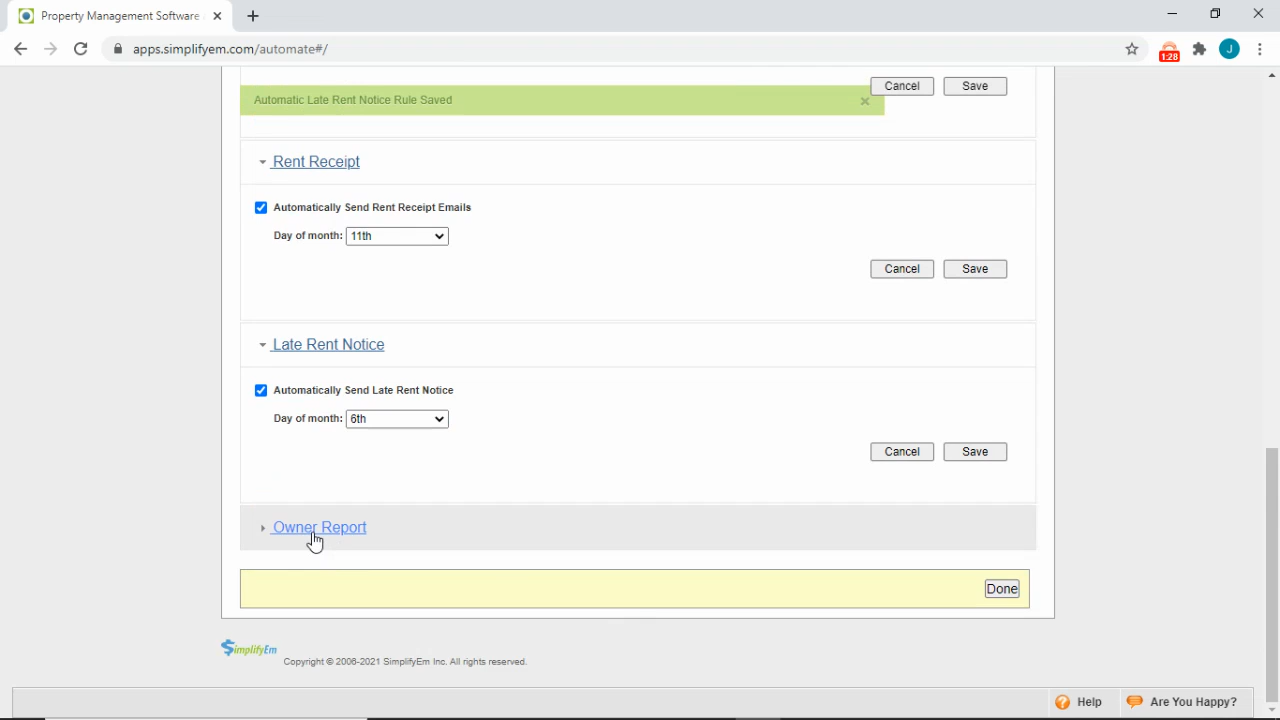 Property Management Software
apps.simplifyem.com/automate#/
1:28
J
Cancel
Save
Automatic Late Rent Notice Rule Saved
Rent Receipt
Automatically Send Rent Receipt Emails
Day of month: 11th
Cancel
Save
Late Rent Notice
Automatically Send Late Rent Notice
Day of month: 6th
Cancel
Save
Owner Report
Done
SimplifyEm
Copyright © 2006-2021 SimplifyEm Inc. All rights reserved.
Help
Are You Happy?